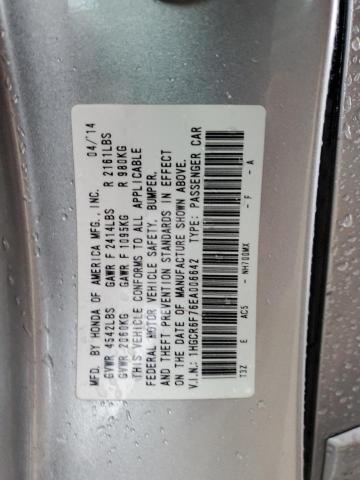 MFD. BY HONDA OF AMERICA MFG., INC. 04/14
GVWR 4542LBS GAWR F 2414LBS R 2161LBS
GVWR 2060KG GAWR F 1095KG R 980KG
THIS VEHICLE CONFORMS TO ALL APPLICABLE
FEDERAL MOTOR VEHICLE SAFETY, BUMPER,
AND THEFT PREVENTION STANDARDS IN EFFECT
ON THE DATE OF MANUFACTURE SHOWN ABOVE.
V.I.N.: 1HGCR6F76EA006642 TYPE: PASSENGER CAR
T3Z E AC5 - NH700MX - F - A